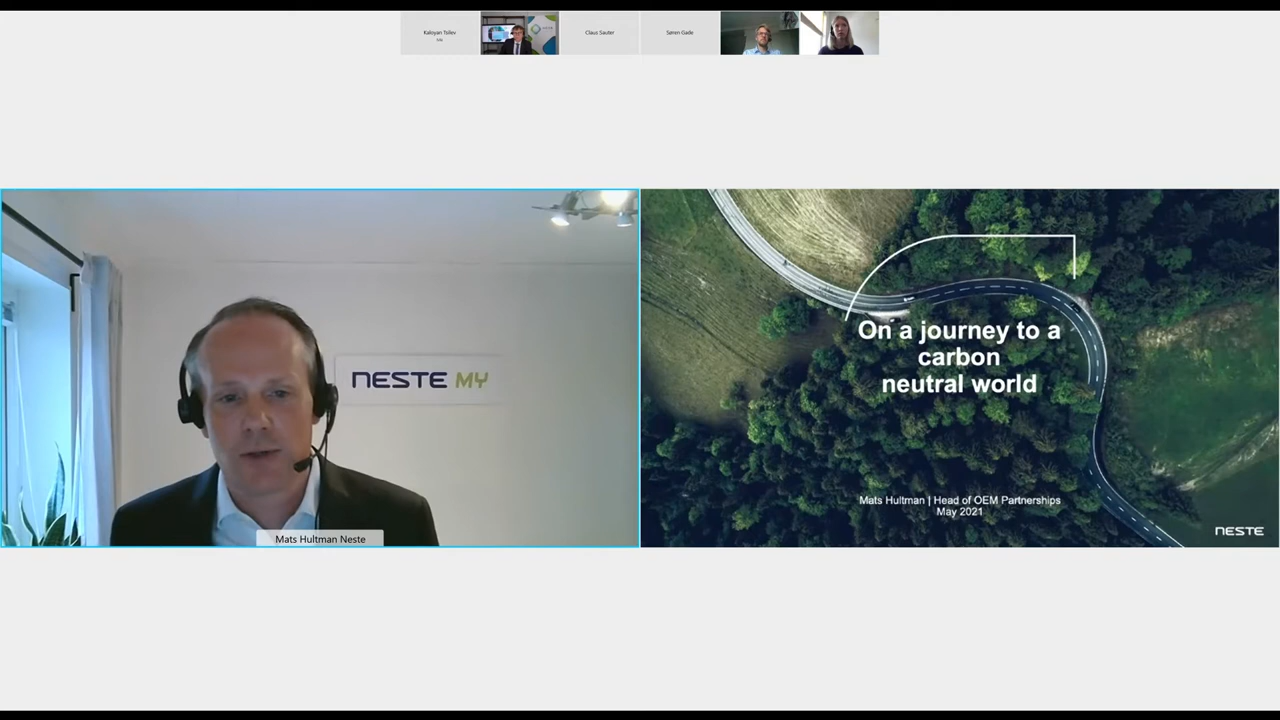 Kaloyan Tollev
Claus Sauter
Søren Gade
NESTE MY
Mats Hultman Neste
On a journey to a
carbon
neutral world
Mats Hultman | Head of OEM Partnerships
May 2021
NESTE